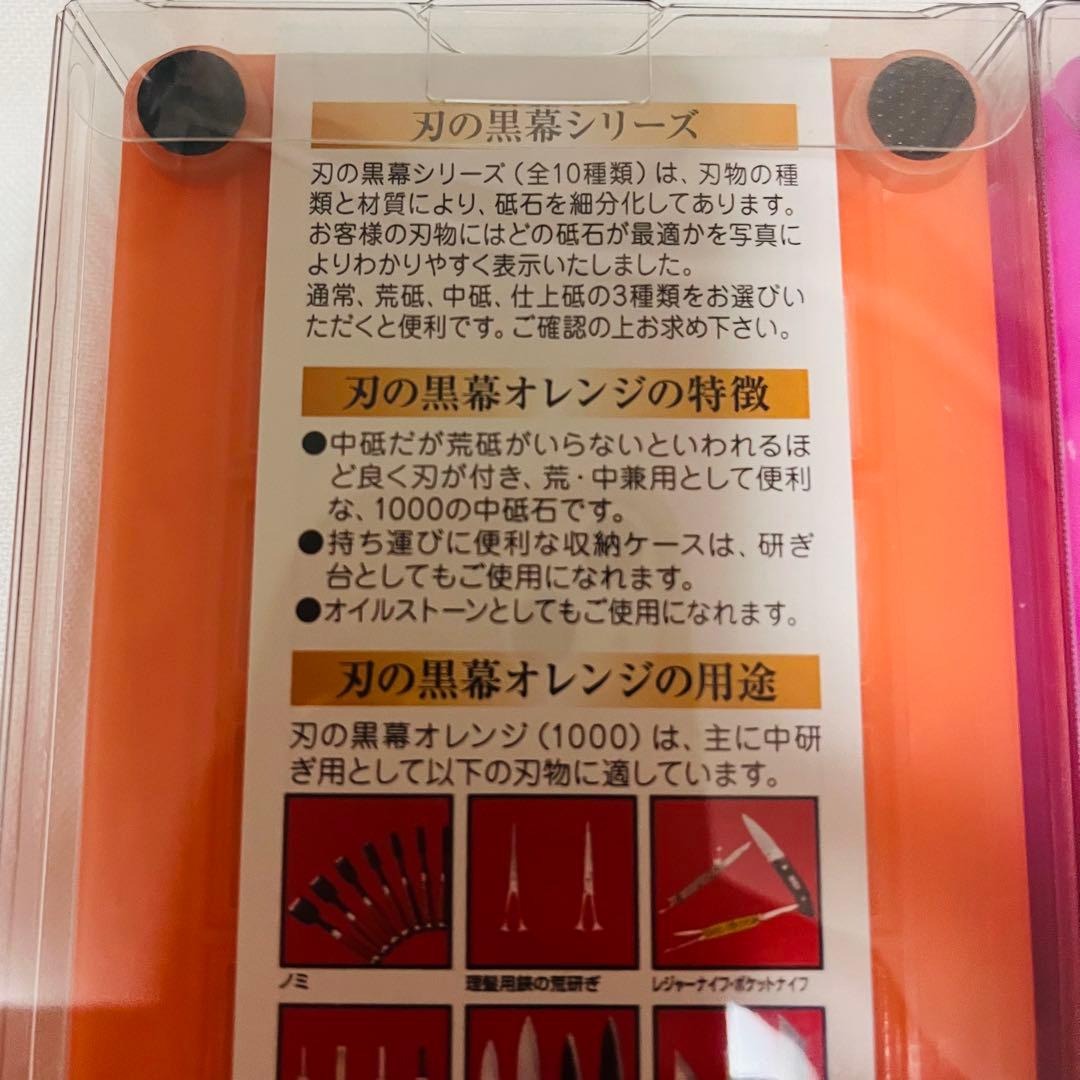 刃の黒幕シリーズ
刃の黒幕シリーズ（全10種類）は、刃物の種
類と材質により、砥石を細分化してあります。
お客様の刃物にはどの砥石が最適かを写真に
よりわかりやすく表示いたしました。
通常、荒砥、中砥、仕上砥の3種類をお選びい
ただくと便利です。ご確認の上お求め下さい。
刃の黒幕オレンジの特徴
●中砥だが荒砥がいらないといわれるほ
ど良く刃が付き、荒・中兼用として便利
な、1000の中砥石です。
●持ち運びに便利な収納ケースは、研ぎ
台としてもご使用になれます。
●オイルストーンとしてもご使用になれます。
刃の黒幕オレンジの用途
刃の黒幕オレンジ（1000）は、主に中研
ぎ用として以下の刃物に適しています。
ノミ
理髪用鋏の荒研ぎ
レジャーナイフ・ポケットナイフ